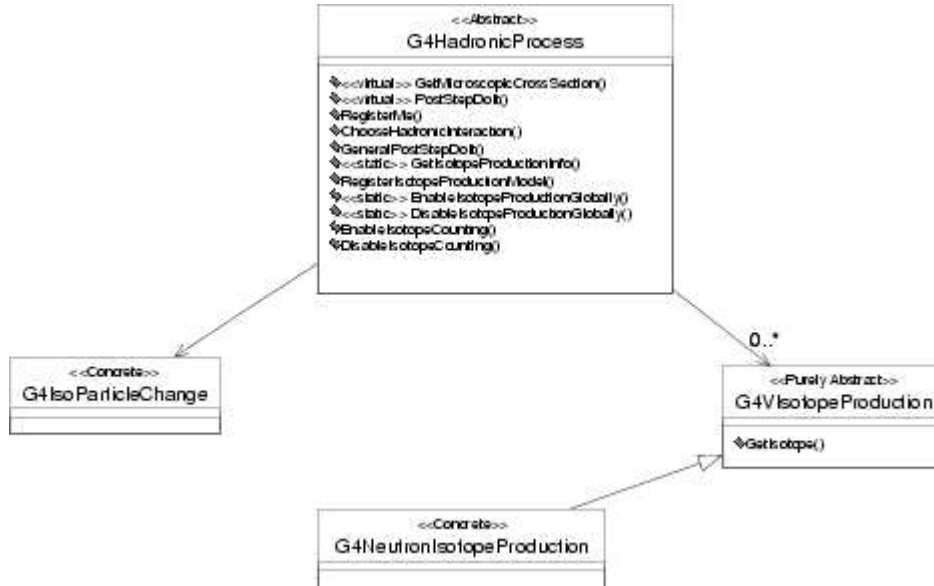 <<Abstract>>
G4HadronicProcess
<<virtual>> GetMicroscopicCrossSection()
<<virtual>> PostStepDoIt()
RegisterMe()
ChooseHadronicInteraction()
GeneralPostStepDoIt()
<<static>> GetIsotopeProductionInfo()
RegisterIsotopeProductionModel()
<<static>> EnableIsotopeProductionGlobally()
<<static>> DisableIsotopeProductionGlobally()
EnableIsotopeCounting()
DisableIsotopeCounting()
0..*
<<Concrete>>
G4IsoParticleChange
<<Purely Abstract>>
G4VIsotopeProduction
GetIsotope()
<<Concrete>>
G4NeutronIsotopeProduction